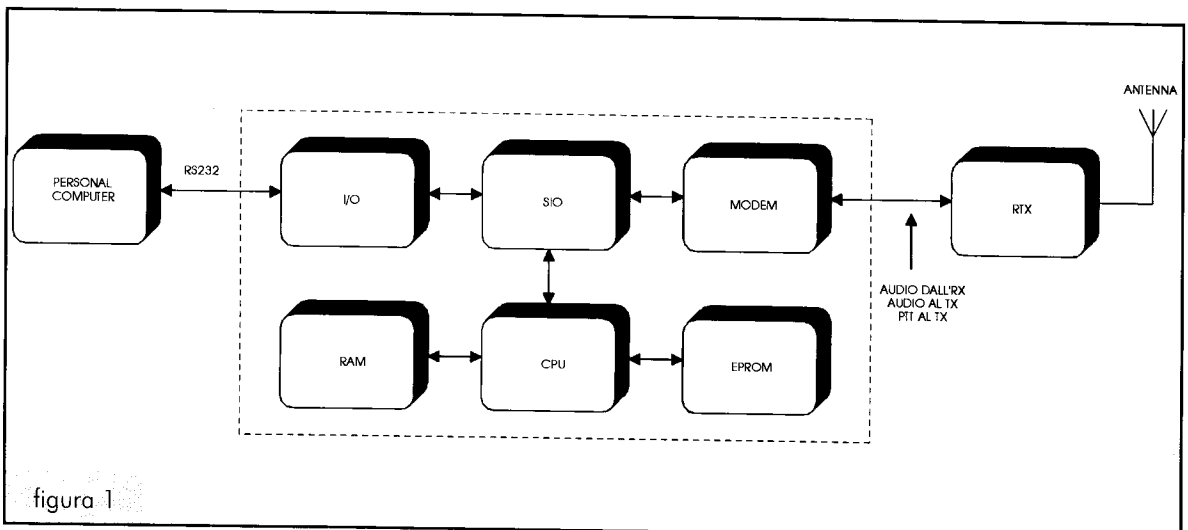 ANTENNA
PERSONAL
COMPUTER
RS232
I/O
SIO
MODEM
RTX
AUDIO DALL'RX
AUDIO AL TX
PTT AL TX
RAM
CPU
EPROM
figura 1